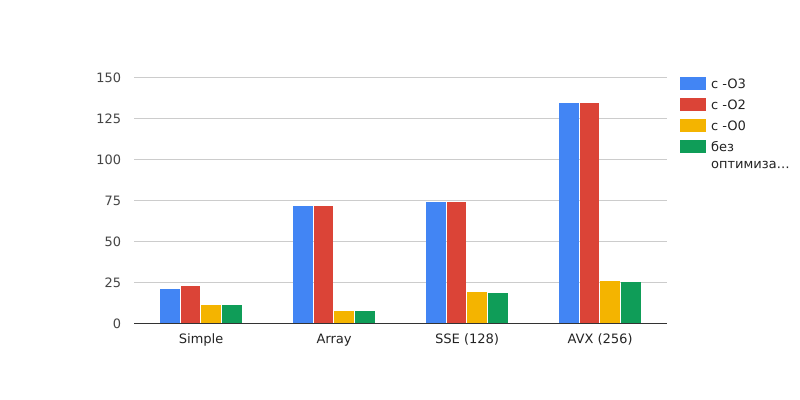 150
125
100
75
50
25
0
Simple
Array
SSE (128)
AVX (256)
с -O3
с -O2
с -O0
без
оптимиза...